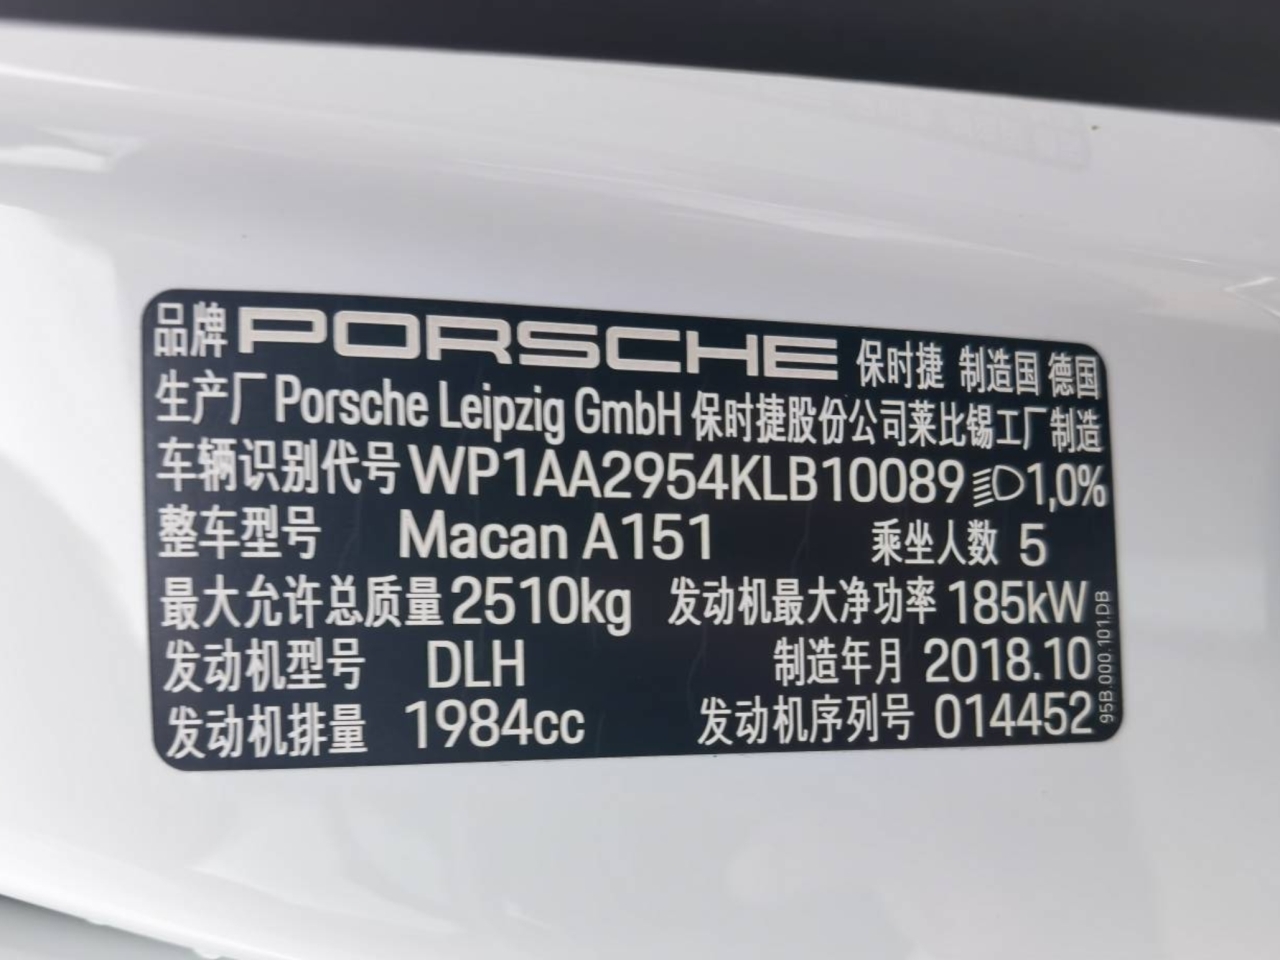 品牌 PORSCHE 保时捷 制造国 德国
生产厂 Porsche Leipzig GmbH 保时捷股份公司莱比锡工厂制造
车辆识别代号 WP1AA2954KLB10089 1,0%
整车型号 Macan A151 乘坐人数 5
最大允许总质量 2510kg 发动机最大净功率 185kW
发动机型号 DLH 制造年月 2018.10
发动机排量 1984cc 发动机序列号 014452
95B.000.101.DB